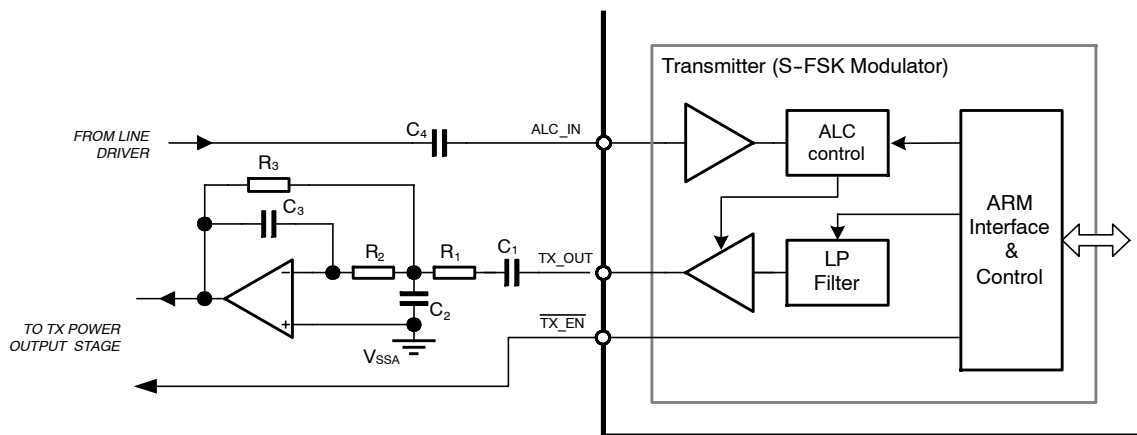 Transmitter (S-FSK Modulator)
FROM LINE
DRIVER
C4
ALC_IN
ALC
control
R3
C3
ARM
Interface
&
Control
R2
R1
C1
TX_OUT
LP
Filter
C2
TO TX POWER
OUTPUT STAGE
TX_EN
VSSA